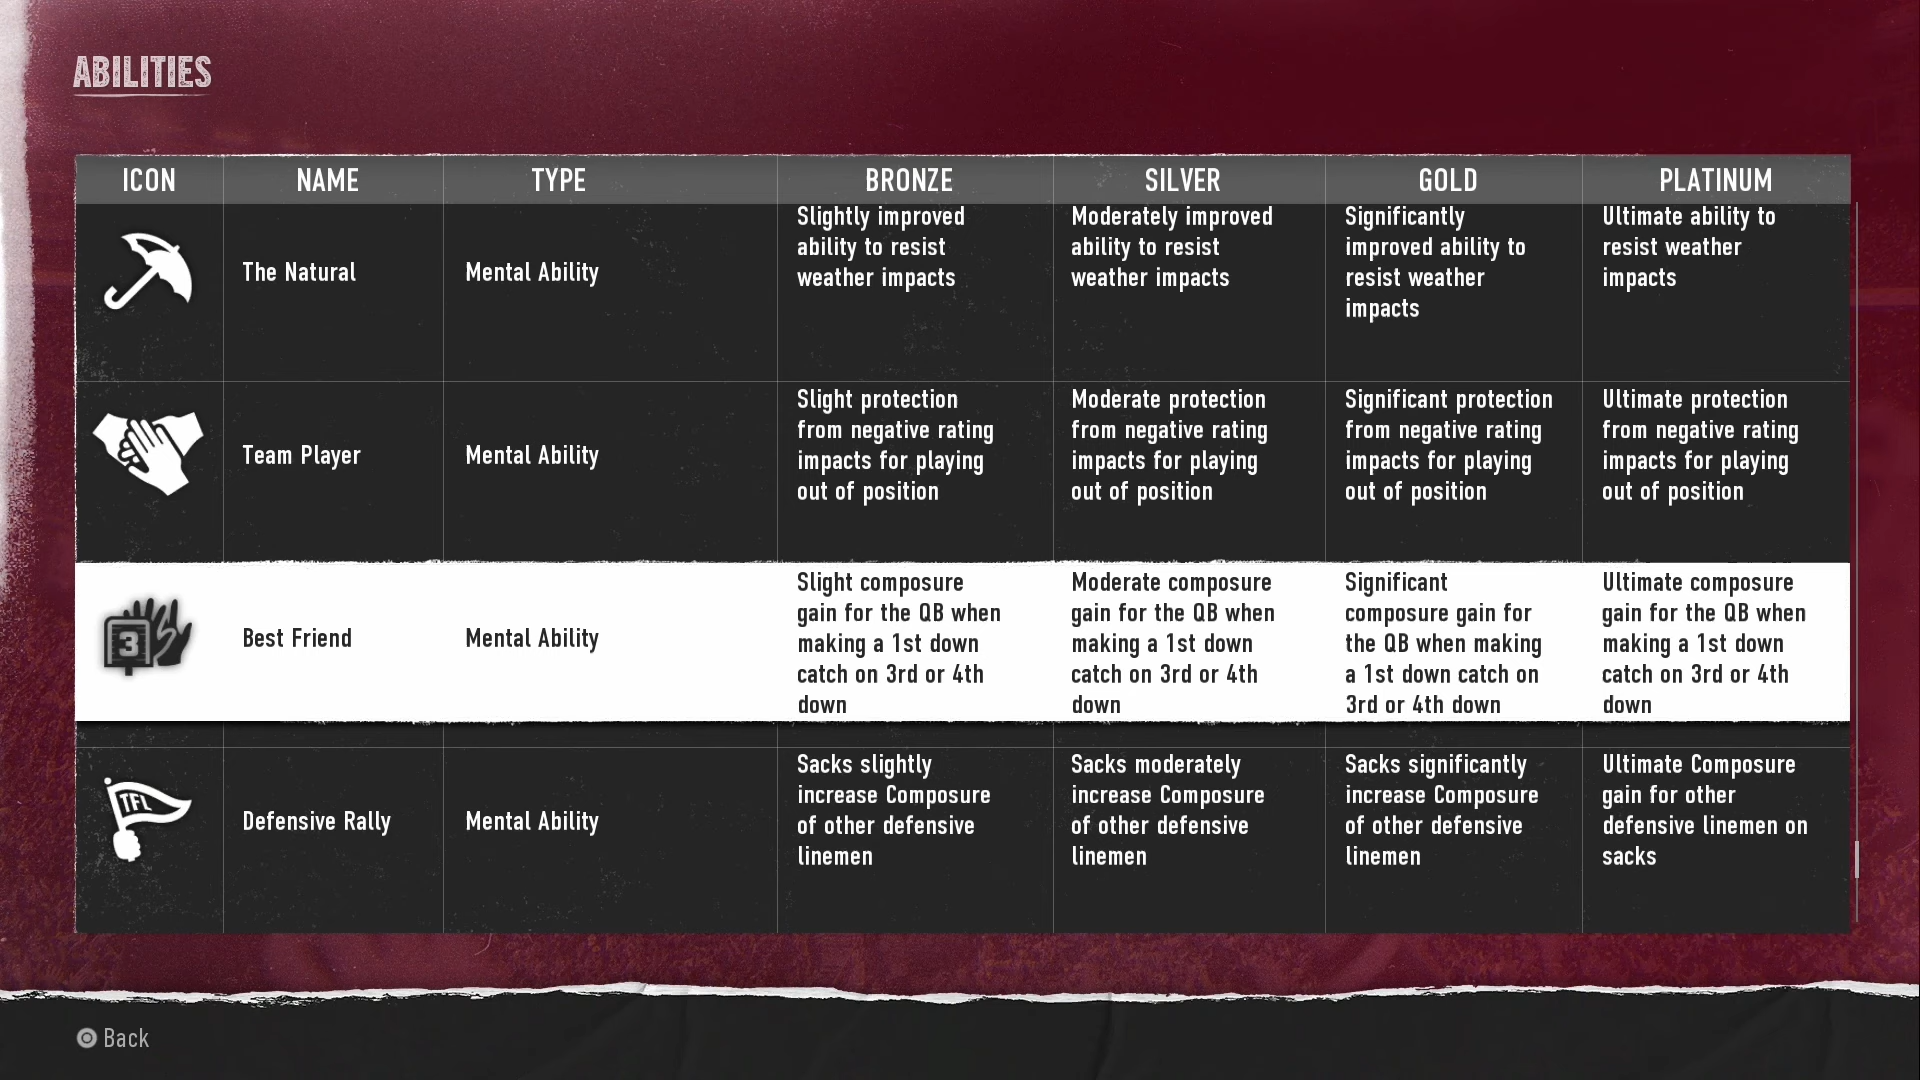 ABILITIES
ICON NAME TYPE BRONZE SILVER GOLD PLATINUM
The Natural
Mental Ability
Slightly improved
ability to resist
weather impacts
Moderately improved
ability to resist
weather impacts
Significantly
improved ability to
resist weather
impacts
Ultimate ability to
resist weather
impacts
Team Player
Mental Ability
Slight protection
from negative rating
impacts for playing
out of position
Moderate protection
from negative rating
impacts for playing
out of position
Significant protection
from negative rating
impacts for playing
out of position
Ultimate protection
from negative rating
impacts for playing
out of position
3
Best Friend
Mental Ability
Slight composure
gain for the QB when
making a 1st down
catch on 3rd or 4th
down
Moderate composure
gain for the QB when
making a 1st down
catch on 3rd or 4th
down
Significant
composure gain for
the QB when making
a 1st down catch on
3rd or 4th down
Ultimate composure
gain for the QB when
making a 1st down
catch on 3rd or 4th
down
TFL
Defensive Rally
Mental Ability
Sacks slightly
increase Composure
of other defensive
linemen
Sacks moderately
increase Composure
of other defensive
linemen
Sacks significantly
increase Composure
of other defensive
linemen
Ultimate Composure
gain for other
defensive linemen on
sacks
Back